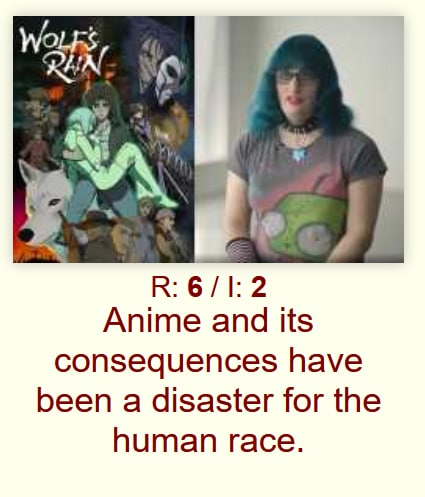 WOLF'S
RAIN
R: 6 / I: 2
Anime and its
consequences have
been a disaster for the
human race.